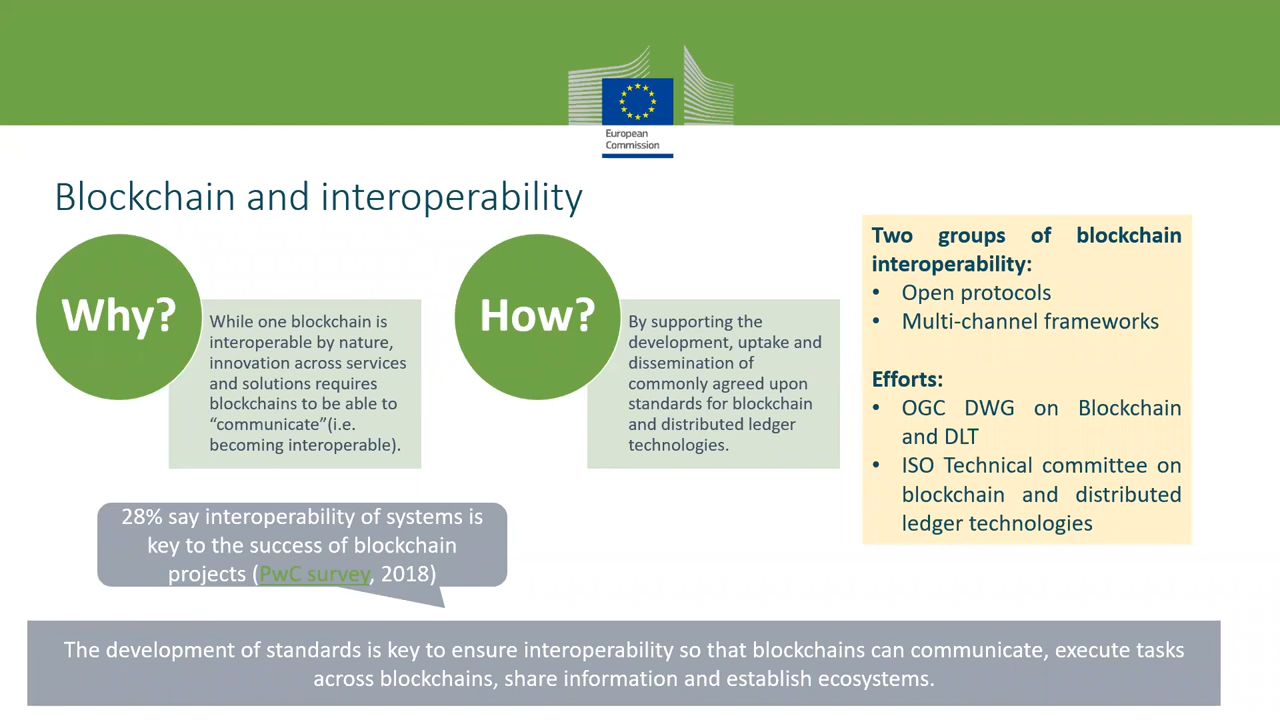 European
Commission
Blockchain and interoperability
Why?
While one blockchain is
interoperable by nature,
innovation across services
and solutions requires
blockchains to be able to
“communicate”(i.e.
becoming interoperable).
How?
By supporting the
development, uptake and
dissemination of
commonly agreed upon
standards for blockchain
and distributed ledger
technologies.
Two groups of blockchain
interoperability:
• Open protocols
• Multi-channel frameworks
Efforts:
• OGC DWG on Blockchain
and DLT
• ISO Technical committee on
blockchain and distributed
ledger technologies
28% say interoperability of systems is
key to the success of blockchain
projects (PwC survey, 2018)
The development of standards is key to ensure interoperability so that blockchains can communicate, execute tasks
across blockchains, share information and establish ecosystems.